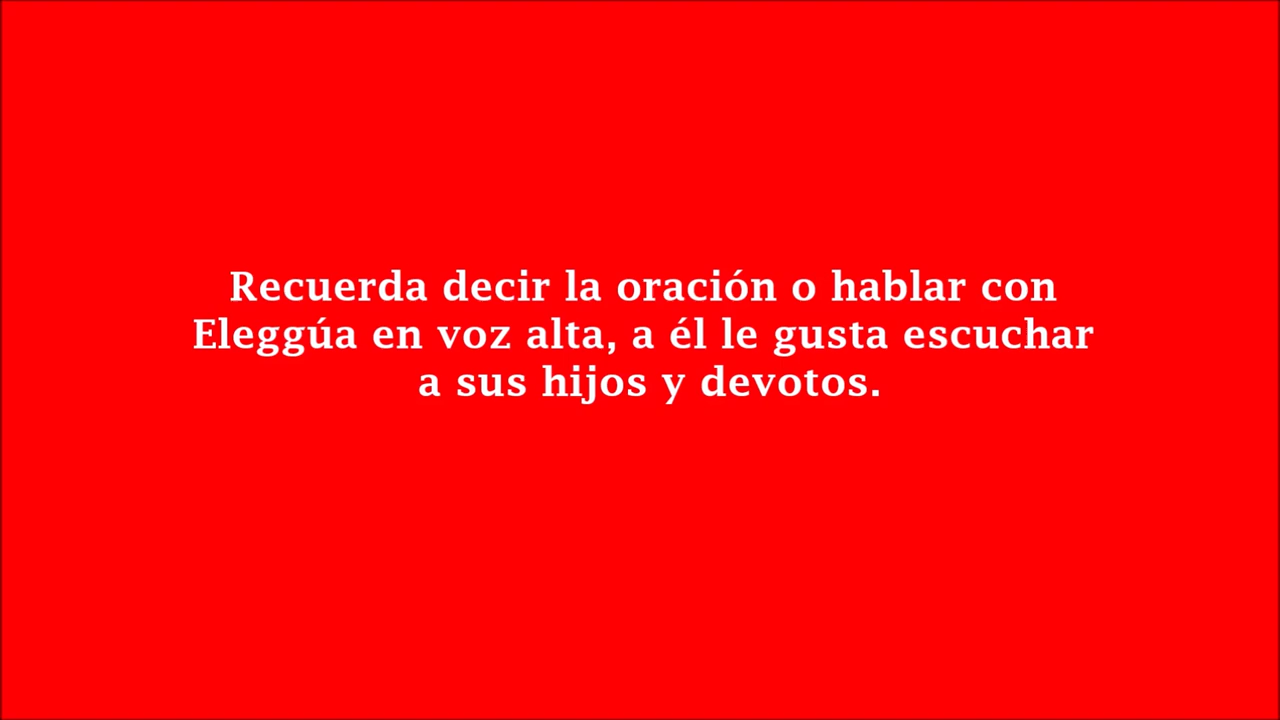 Recuerda decir la oración o hablar con
Eleggúa en voz alta, a él le gusta escuchar
a sus hijos y devotos.